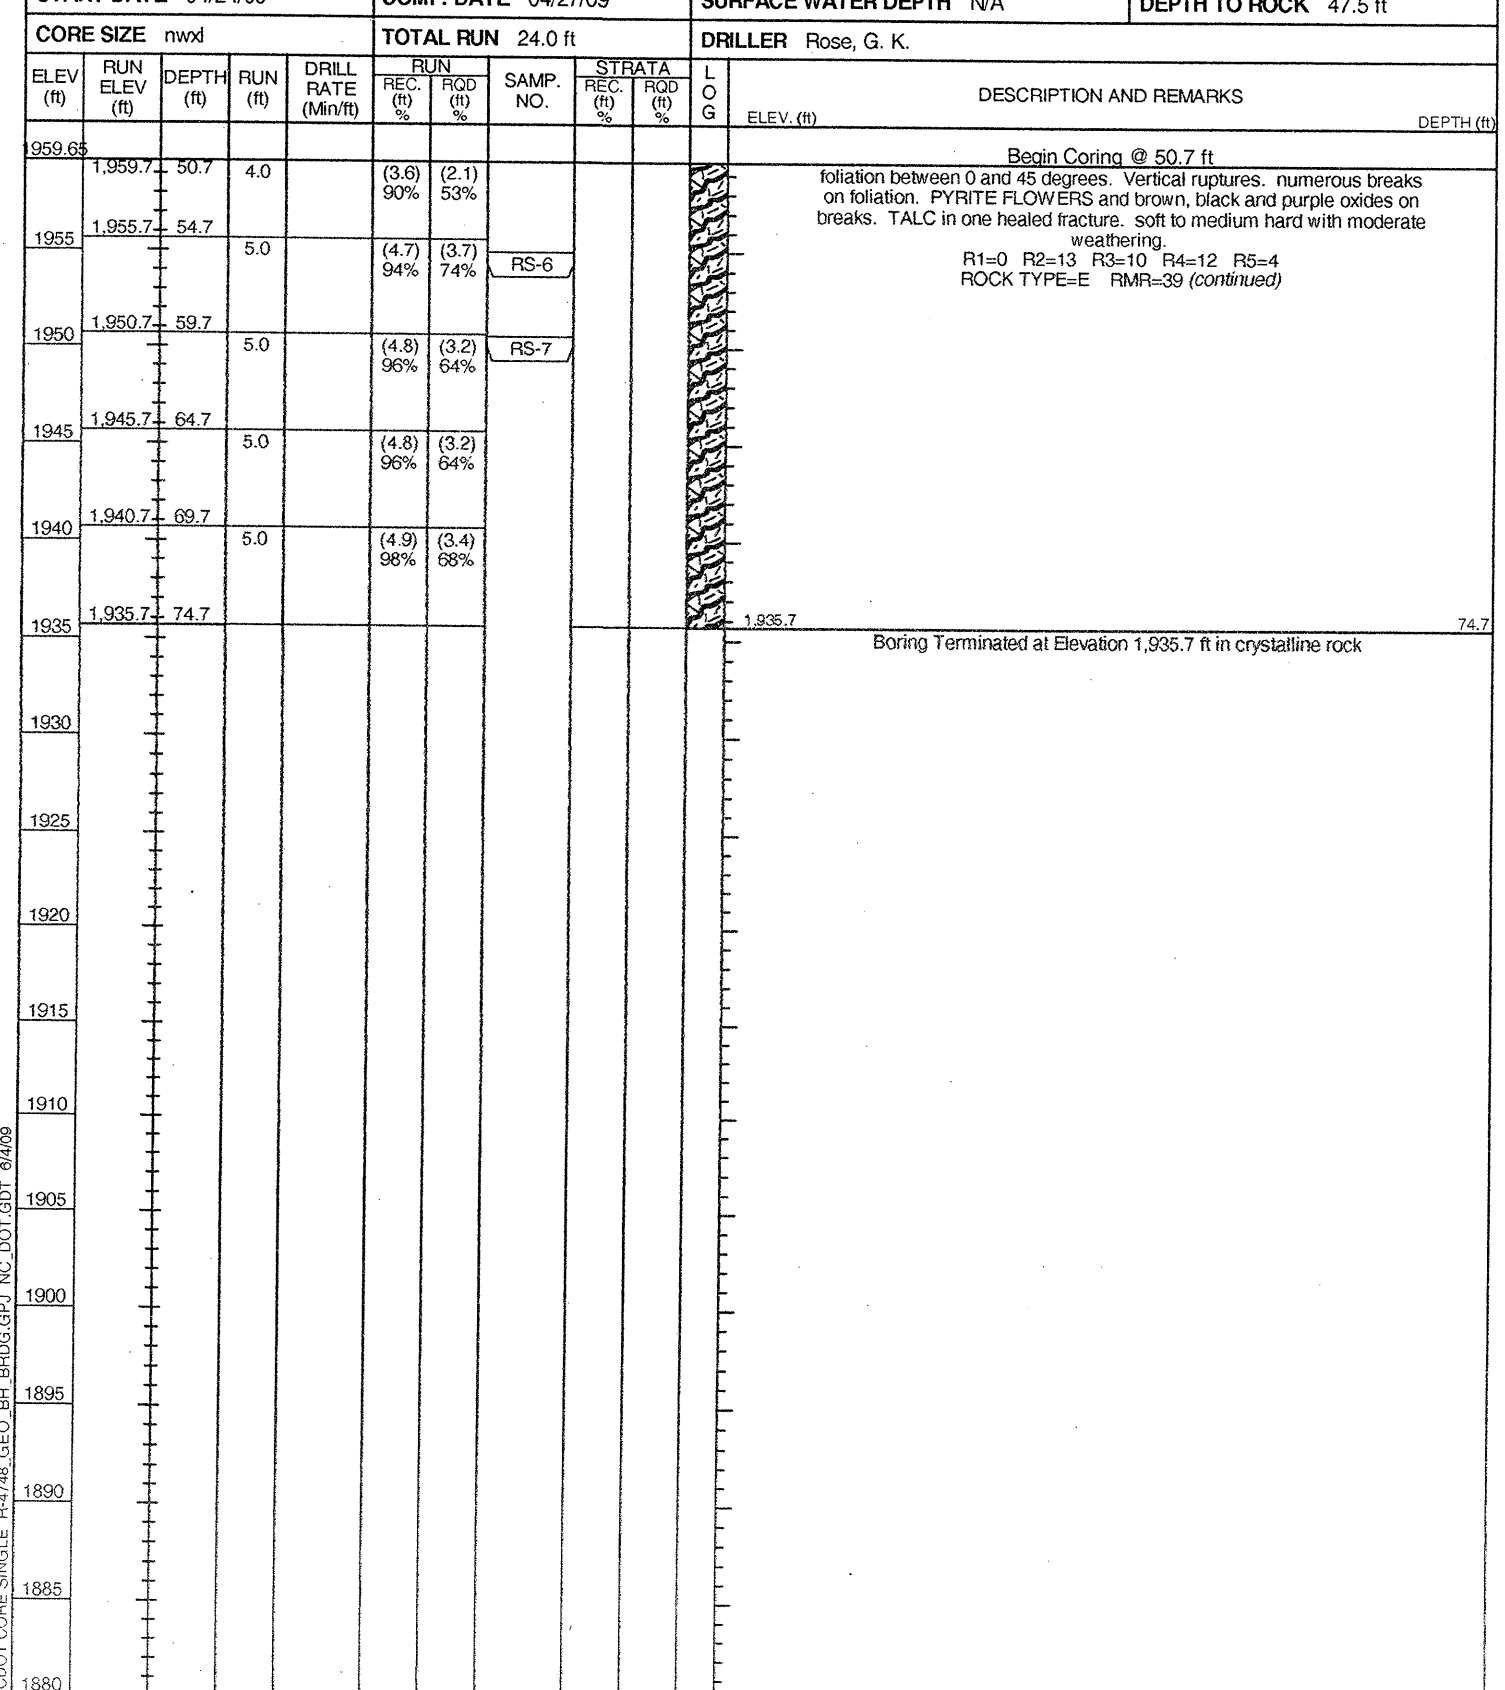 SURFACE WATER DEPTH N/A
DEPTH TO ROCK 47.5 ft
CORE SIZE nwxl
TOTAL RUN 24.0 ft
DRILLER Rose, G. K.
ELEV (ft)
RUN ELEV (ft)
DEPTH (ft)
RUN (ft)
DRILL RATE (Min/ft)
RUN
REC. (ft) %
RQD (ft) %
SAMP. NO.
STRATA
REC. (ft) %
RQD (ft) %
L O G
DESCRIPTION AND REMARKS
ELEV. (ft)
DEPTH (ft)
1959.65
Begin Coring @ 50.7 ft
1,959.7 50.7 4.0 (3.6) (2.1)
90% 53%
foliation between 0 and 45 degrees. Vertical ruptures. numerous breaks
on foliation. PYRITE FLOWERS and brown, black and purple oxides on
breaks. TALC in one healed fracture. soft to medium hard with moderate
weathering.
R1=0 R2=13 R3=10 R4=12 R5=4
ROCK TYPE=E RMR=39 (continued)
1955
1,955.7 54.7
5.0 (4.7) (3.7)
94% 74%
RS-6
1950
1,950.7 59.7
5.0 (4.8) (3.2)
96% 64%
RS-7
1945
1,945.7 64.7
5.0 (4.8) (3.2)
96% 64%
1940
1,940.7 69.7
5.0 (4.9) (3.4)
98% 68%
1935
1,935.7 74.7
1,935.7
74.7
Boring Terminated at Elevation 1,935.7 ft in crystalline rock
1930
1925
1920
1915
1910
1905
1900
1895
1890
1885
1880
CDOT CORE SINGLE R-4748_GEO_BH_BRDG.GPJ NC_DOT.GDT 6/4/09